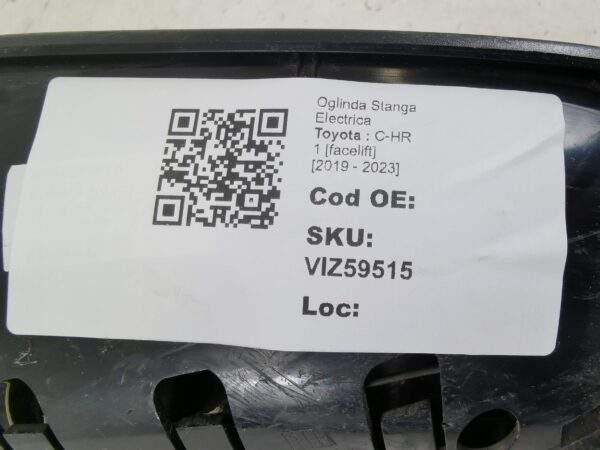 Oglinda Stanga
Electrica
Toyota : C-HR
1 [facelift]
[2019 - 2023]
Cod OE:
SKU:
VIZ59515
Loc: